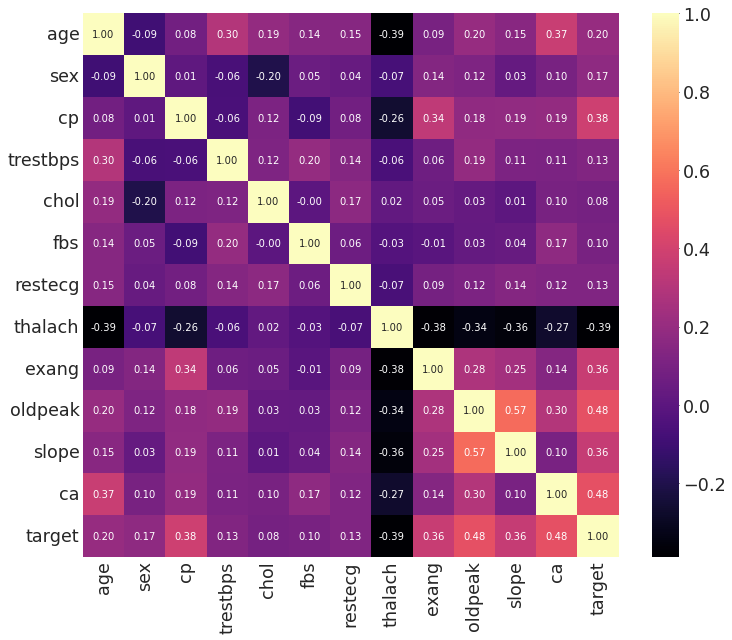 age 1.00 -0.09 0.08 0.30 0.19 0.14 0.15 -0.39 0.09 0.20 0.15 0.37 0.20
sex -0.09 1.00 0.01 -0.06 -0.20 0.05 0.04 -0.07 0.14 0.12 0.03 0.10 0.17
cp 0.08 0.01 1.00 -0.06 0.12 -0.09 0.08 -0.26 0.34 0.18 0.19 0.19 0.38
trestbps 0.30 -0.06 -0.06 1.00 0.12 0.20 0.14 -0.06 0.06 0.19 0.11 0.11 0.13
chol 0.19 -0.20 0.12 0.12 1.00 -0.00 0.17 0.02 0.05 0.03 0.01 0.10 0.08
fbs 0.14 0.05 -0.09 0.20 -0.00 1.00 0.06 -0.03 -0.01 0.03 0.04 0.17 0.10
restecg 0.15 0.04 0.08 0.14 0.17 0.06 1.00 -0.07 0.09 0.12 0.14 0.12 0.13
thalach -0.39 -0.07 -0.26 -0.06 0.02 -0.03 -0.07 1.00 -0.38 -0.34 -0.36 -0.27 -0.39
exang 0.09 0.14 0.34 0.06 0.05 -0.01 0.09 -0.38 1.00 0.28 0.25 0.14 0.36
oldpeak 0.20 0.12 0.18 0.19 0.03 0.03 0.12 -0.34 0.28 1.00 0.57 0.30 0.48
slope 0.15 0.03 0.19 0.11 0.01 0.04 0.14 -0.36 0.25 0.57 1.00 0.10 0.36
ca 0.37 0.10 0.19 0.11 0.10 0.17 0.12 -0.27 0.14 0.30 0.10 1.00 0.48
target 0.20 0.17 0.38 0.13 0.08 0.10 0.13 -0.39 0.36 0.48 0.36 0.48 1.00
age sex cp trestbps chol fbs restecg thalach exang oldpeak slope ca target
1.0
0.8
0.6
0.4
0.2
0.0
−0.2